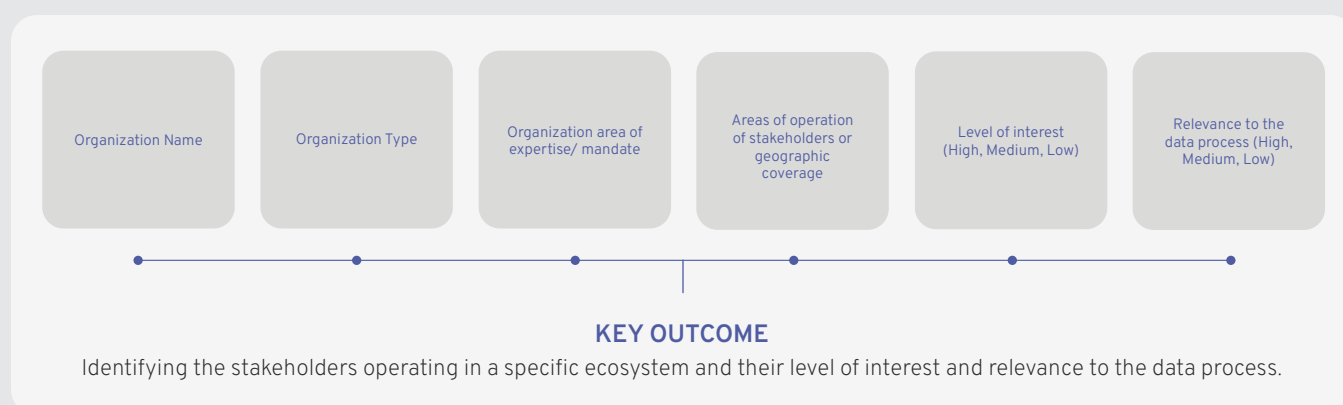 Organization Name
Organization Type
Organization area of
expertise/ mandate
Areas of operation
of stakeholders or
geographic
coverage
Level of interest
(High, Medium, Low)
Relevance to the
data process (High,
Medium, Low)
KEY OUTCOME
Identifying the stakeholders operating in a specific ecosystem and their level of interest and relevance to the data process.